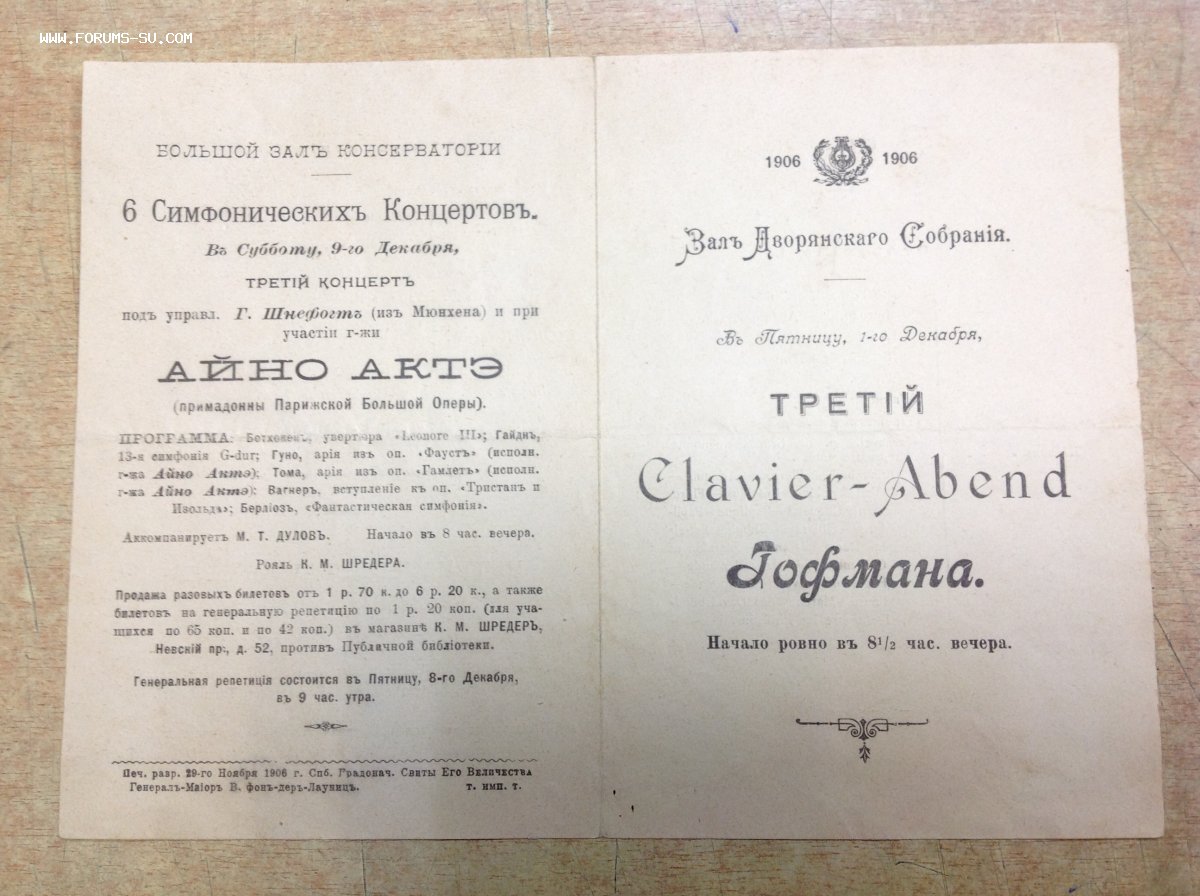 WWW.FORUMS-SU.COM
БОЛЬШОЙ ЗАЛЪ КОНСЕРВАТОРІИ
6 Симфоническихъ Концертовъ.
Въ Субботу, 9-го Декабря,
ТРЕТІЙ КОНЦЕРТЪ
подъ управл. Г. Шнефогтъ (изъ Мюнхена) и при
участіи г-жи
АЙНО АКТЭ
(примадонны Парижской Большой Оперы).
ПРОГРАММА: Бетховенъ, увертюра «Leonore III»; Гайднъ,
13-я симфонія G-dur; Гуно, арія изъ оп. «Фаустъ» (исполн.
г-жа Айно Актэ); Тома, арія изъ оп. «Гамлетъ» (исполн.
г-жа Айно Актэ); Вагнеръ, вступленіе къ оп. «Тристанъ и
Изольда»; Берліозъ, «Фантастическая симфонія».
Аккомпанируетъ М. Т. ДУЛОВЪ. Начало въ 8 час. вечера.
Рояль К. М. ШРЕДЕРА.
Продажа разовыхъ билетовъ отъ 1 р. 70 к. до 6 р. 20 к., а также
билетовъ на генеральную репетицію по 1 р. 20 коп. (для уча-
щихся по 65 коп. и по 42 коп.) въ магазинѣ К. М. ШРЕДЕРЪ,
Невскій пр., д. 52, противъ Публичной библіотеки.
Генеральная репетиція состоится въ Пятницу, 8-го Декабря,
въ 9 час. утра.
Печ. разр. 29-го Ноября 1906 г. Спб. Градонач. Свиты Его Величества
Генералъ-Маіоръ В. фонъ-деръ-Лауницъ. т. имп. т.
1906 1906
Залъ Дворянскаго Собранія.
Въ Пятницу, 1-го Декабря,
ТРЕТІЙ
Clavier-Abend
Гофмана.
Начало ровно въ 8 1/2 час. вечера.